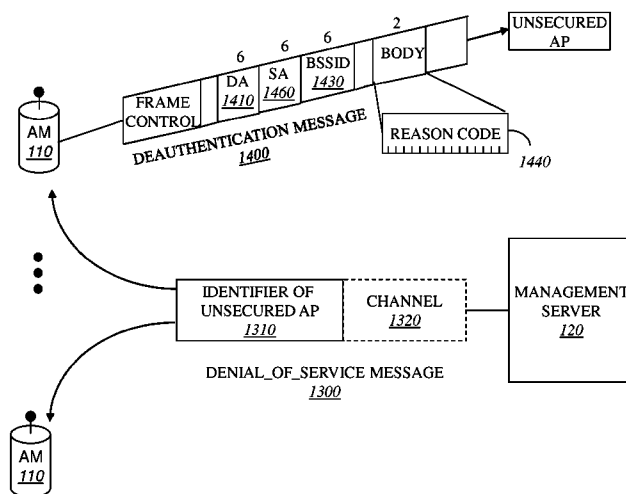 UNSECURED
AP
6 6 6 2
FRAME
CONTROL
DA
1410
SA
1460
BSSID
1430
BODY
DEAUTHENTICATION MESSAGE
1400
REASON CODE
1440
AM
110
IDENTIFIER OF
UNSECURED AP
1310
CHANNEL
1320
MANAGEMENT
SERVER
120
DENIAL_OF_SERVICE MESSAGE
1300
AM
110